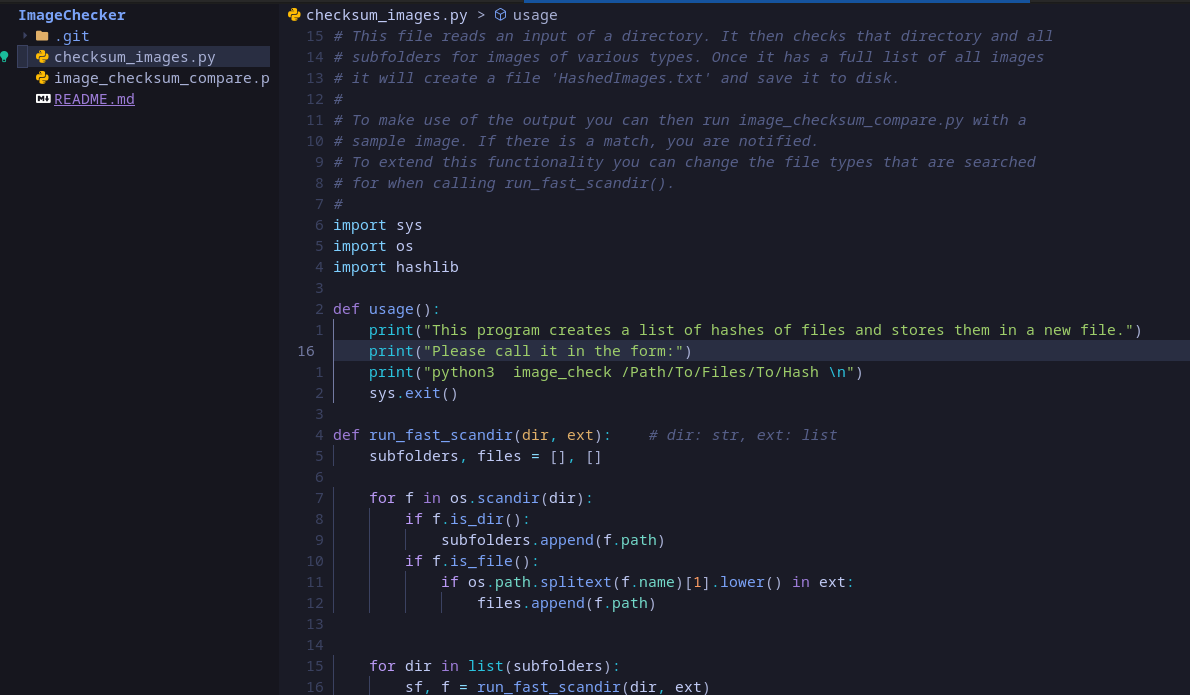 ImageChecker
.git
checksum_images.py
image_checksum_compare.p
README.md
checksum_images.py > usage
15 # This file reads an input of a directory. It then checks that directory and all
14 # subfolders for images of various types. Once it has a full list of all images
13 # it will create a file 'HashedImages.txt' and save it to disk.
12 #
11 # To make use of the output you can then run image_checksum_compare.py with a
10 # sample image. If there is a match, you are notified.
9 # To extend this functionality you can change the file types that are searched
8 # for when calling run_fast_scandir().
7 #
6 import sys
5 import os
4 import hashlib
3
2 def usage():
1     print("This program creates a list of hashes of files and stores them in a new file.")
16     print("Please call it in the form:")
1     print("python3  image_check /Path/To/Files/To/Hash \n")
2     sys.exit()
3
4 def run_fast_scandir(dir, ext):    # dir: str, ext: list
5     subfolders, files = [], []
6
7     for f in os.scandir(dir):
8         if f.is_dir():
9             subfolders.append(f.path)
10         if f.is_file():
11             if os.path.splitext(f.name)[1].lower() in ext:
12                 files.append(f.path)
13
14
15     for dir in list(subfolders):
16         sf, f = run_fast_scandir(dir, ext)